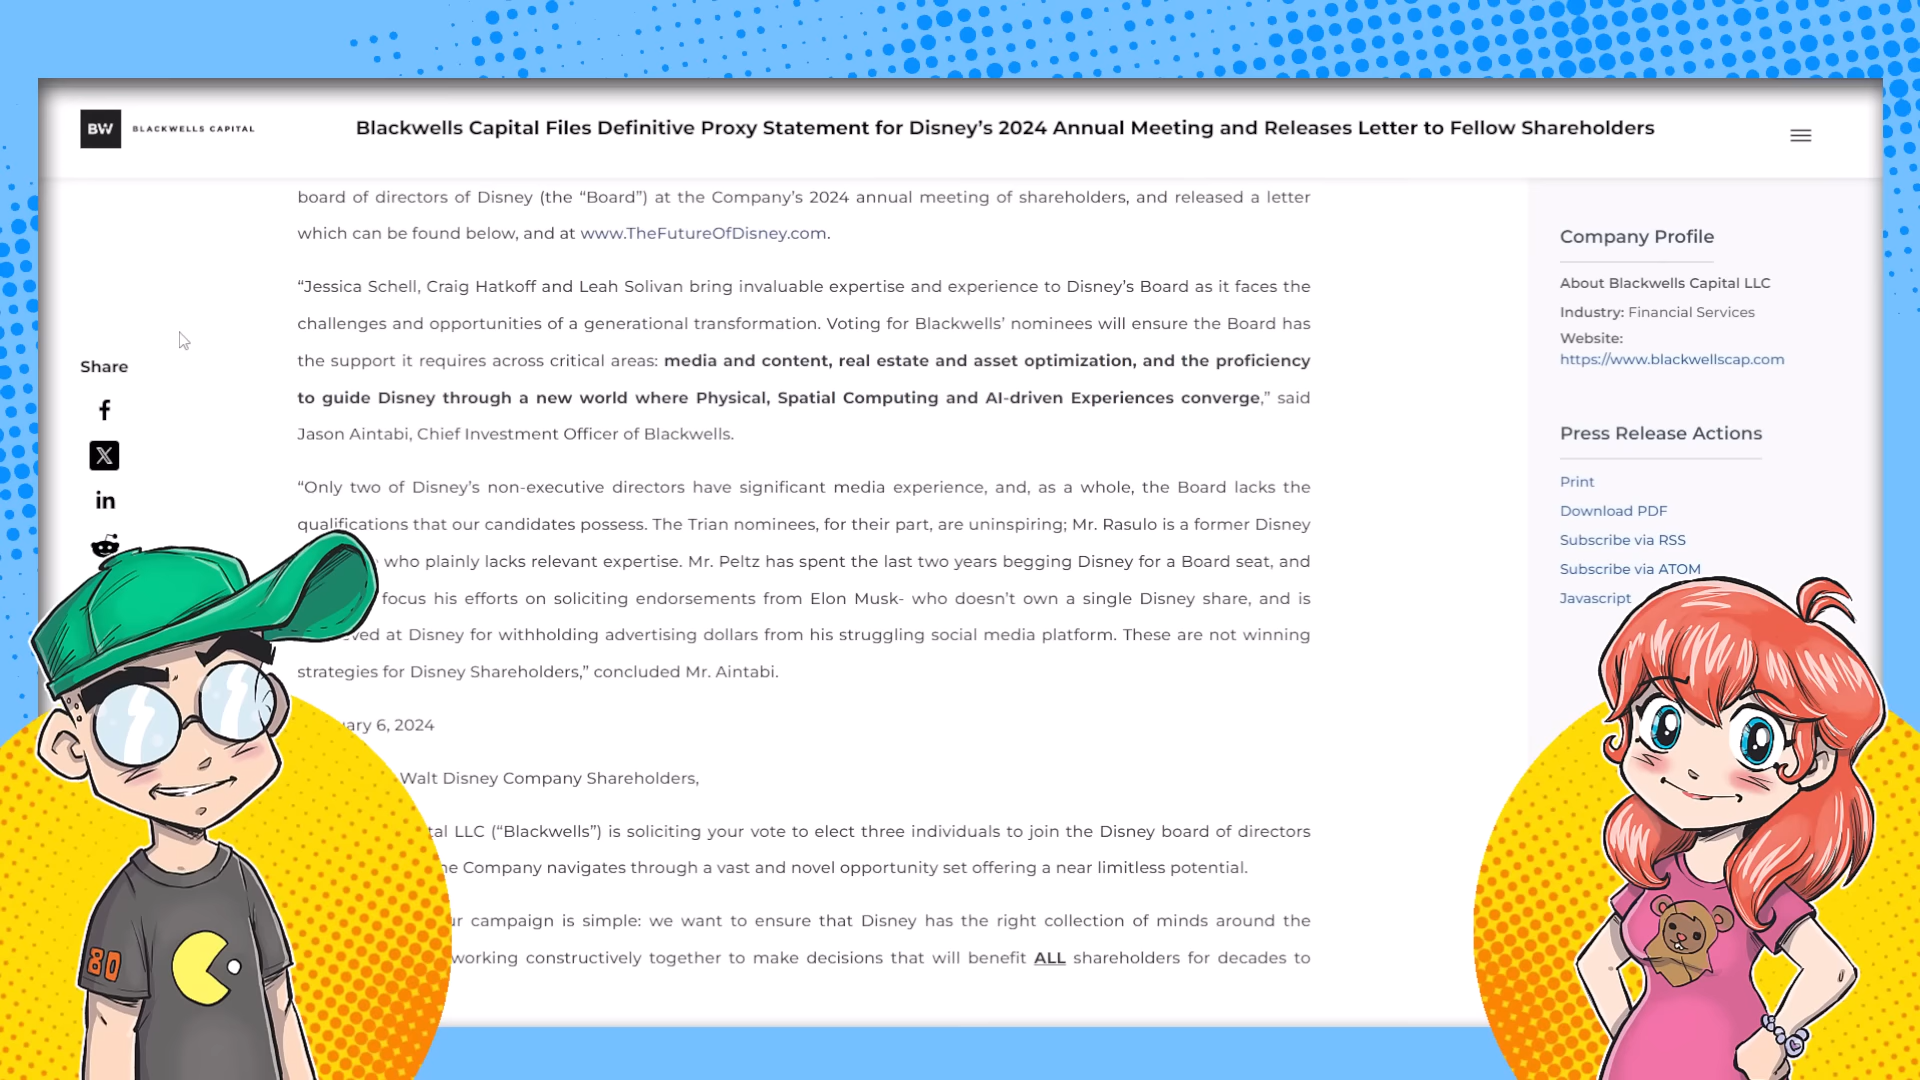 BW BLACKWELLS CAPITAL
Blackwells Capital Files Definitive Proxy Statement for Disney’s 2024 Annual Meeting and Releases Letter to Fellow Shareholders
board of directors of Disney (the “Board”) at the Company’s 2024 annual meeting of shareholders, and released a letter
which can be found below, and at www.TheFutureOfDisney.com.
“Jessica Schell, Craig Hatkoff and Leah Solivan bring invaluable expertise and experience to Disney’s Board as it faces the
challenges and opportunities of a generational transformation. Voting for Blackwells’ nominees will ensure the Board has
the support it requires across critical areas: media and content, real estate and asset optimization, and the proficiency
to guide Disney through a new world where Physical, Spatial Computing and AI-driven Experiences converge,” said
Jason Aintabi, Chief Investment Officer of Blackwells.
“Only two of Disney’s non-executive directors have significant media experience, and, as a whole, the Board lacks the
qualifications that our candidates possess. The Trian nominees, for their part, are uninspiring; Mr. Rasulo is a former Disney
who plainly lacks relevant expertise. Mr. Peltz has spent the last two years begging Disney for a Board seat, and
focus his efforts on soliciting endorsements from Elon Musk- who doesn’t own a single Disney share, and is
at Disney for withholding advertising dollars from his struggling social media platform. These are not winning
strategies for Disney Shareholders,” concluded Mr. Aintabi.
6, 2024
Walt Disney Company Shareholders,
LLC (“Blackwells”) is soliciting your vote to elect three individuals to join the Disney board of directors
Company navigates through a vast and novel opportunity set offering a near limitless potential.
campaign is simple: we want to ensure that Disney has the right collection of minds around the
working constructively together to make decisions that will benefit ALL shareholders for decades to
Share
Company Profile
About Blackwells Capital LLC
Industry: Financial Services
Website:
https://www.blackwellscap.com
Press Release Actions
Print
Download PDF
Subscribe via RSS
Subscribe via ATOM
Javascript
80